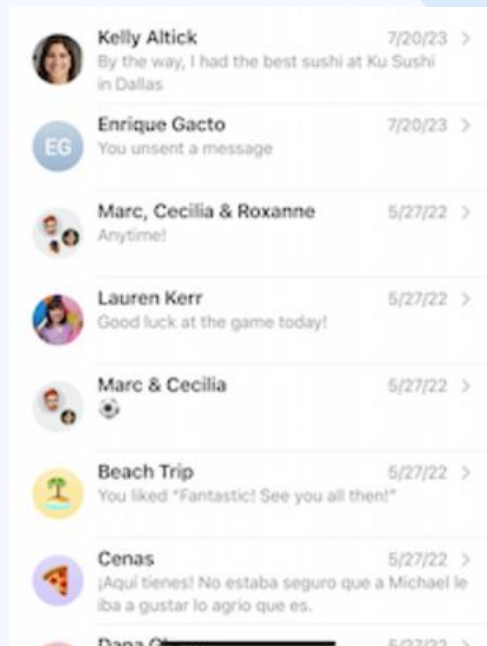 Kelly Altick
7/20/23
By the way, I had the best sushi at Ku Sushi
in Dallas
EG
Enrique Gacto
7/20/23
You unsent a message
Marc, Cecilia & Roxanne
5/27/22
Anytime!
Lauren Kerr
5/27/22
Good luck at the game today!
Marc & Cecilia
5/27/22
⚽
Beach Trip
5/27/22
You liked "Fantastic! See you all then!"
Cenas
5/27/22
¡Aquí tienes! No estaba seguro que a Michael le
iba a gustar lo agrio que es.
Dana
5/27/22